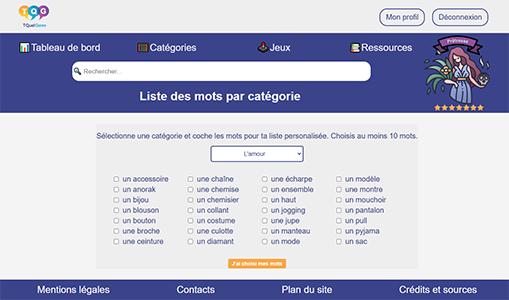 TQG
TQuelGenre
Mon profil
Déconnexion
Tableau de bord
Catégories
Jeux
Ressources
Rechercher...
Liste des mots par catégorie
Sélectionne une catégorie et coche les mots pour ta liste personalisée. Choisis au moins 10 mots.
L'amour
un accessoire une chaîne une écharpe un modèle
un anorak une chemise un ensemble une montre
un bijou un chemisier un haut un mouchoir
un blouson un collant un jogging un pantalon
un bouton un costume une jupe un pull
une broche une culotte un manteau un pyjama
une ceinture un diamant un mode un sac
J'ai choisi mes mots
Mentions légales
Contacts
Plan du site
Crédits et sources